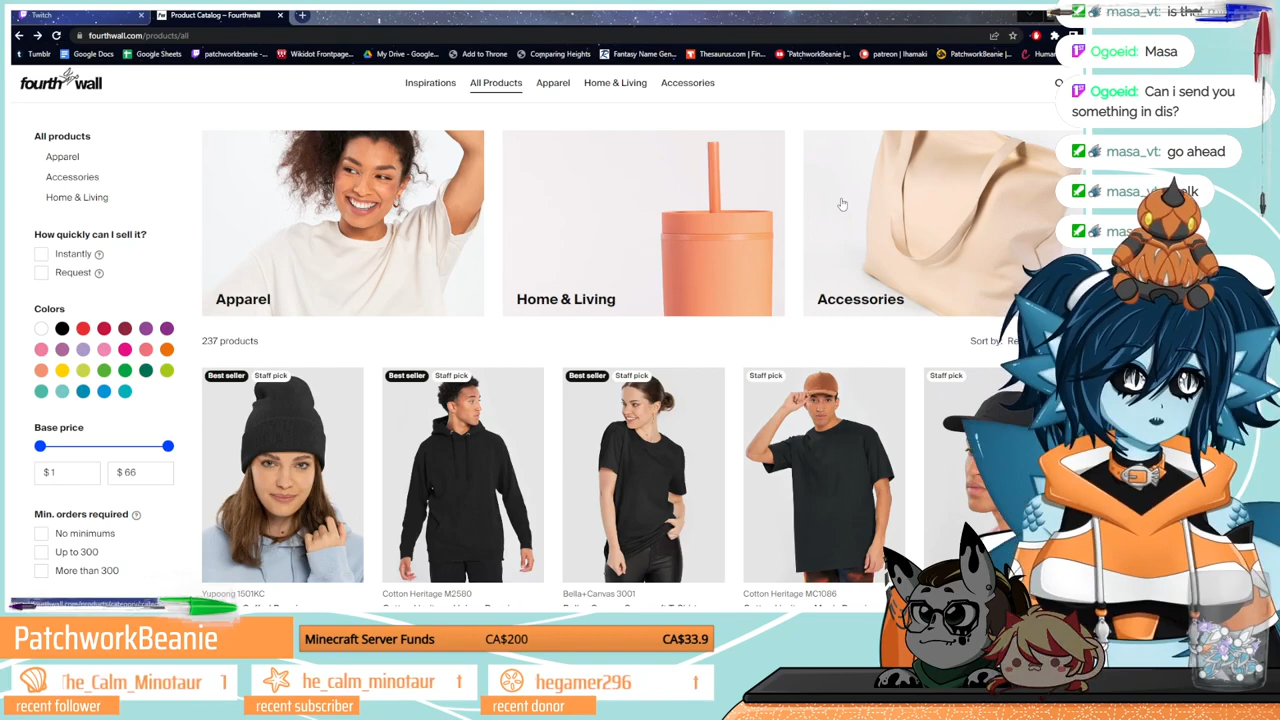 Twitch
Product Catalog – Fourthwall
fourthwall.com/products/all
Tumblr
Google Docs
Google Sheets
patchworkbeanie -...
Wikidot Frontpage...
My Drive - Google...
Add to Throne
Comparing Heights
Fantasy Name Gen...
Thesaurus.com | Fin...
"PatchworkBeanie |...
patreon | Ihamaki
PatchworkBeanie |...
fourthwall
Inspirations
All Products
Apparel
Home & Living
Accessories
All products
Apparel
Accessories
Home & Living
How quickly can I sell it?
Instantly
Request
Colors
Base price
$ 1
$ 66
Min. orders required
No minimums
Up to 300
More than 300
Apparel
Home & Living
Accessories
237 products
Sort by: Re
Best seller
Staff pick
Best seller
Staff pick
Best seller
Staff pick
Staff pick
Staff pick
Yupoong 1501KC
Cotton Heritage M2580
Bella+Canvas 3001
Cotton Heritage MC1086
masa_vt:
Ogoeid: Masa
Ogoeid: Can i send you
something in dis?
masa_vt: go ahead
PatchworkBeanie
Minecraft Server Funds
CA$200
CA$33.9
The_Calm_Minotaur 1
recent follower
he_calm_minotaur
recent subscriber
hegamer296
recent donor